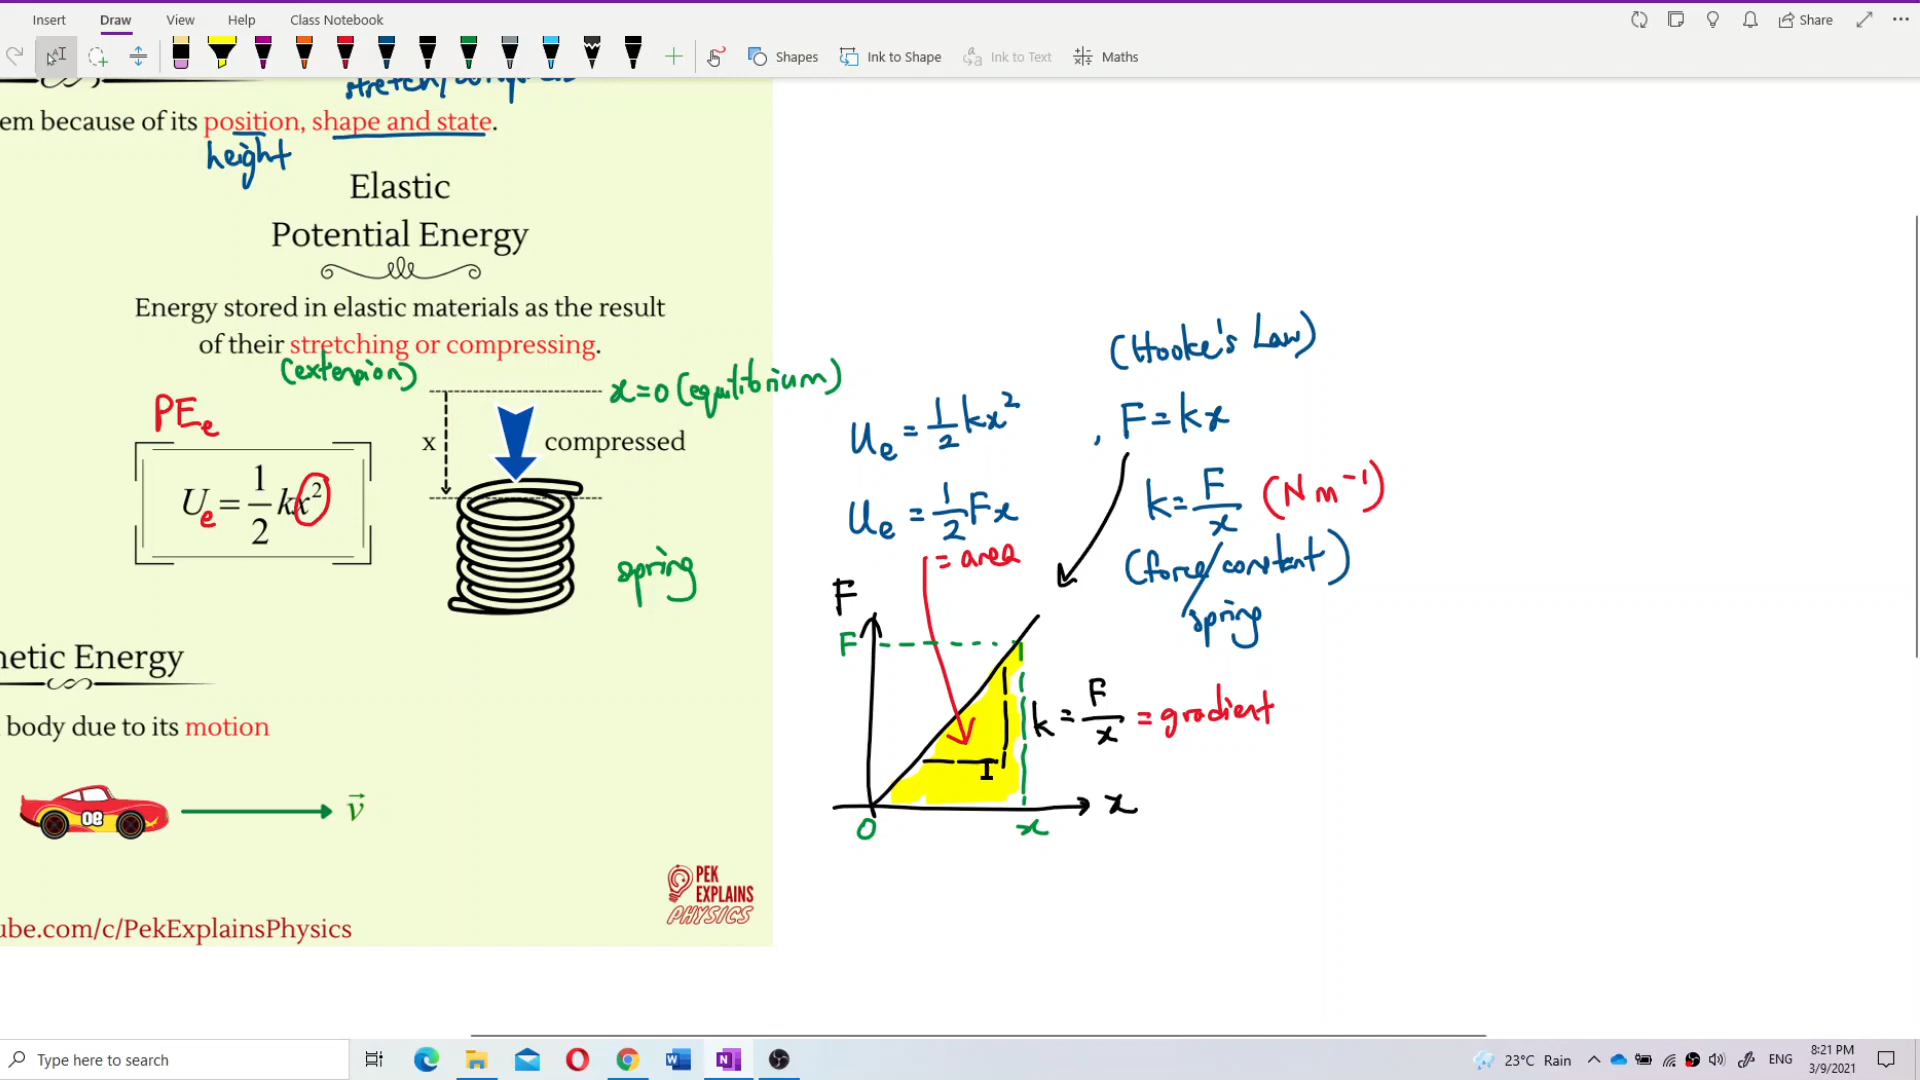 Insert Draw View Help Class Notebook
Share
Shapes Ink to Shape Ink to Text Maths
em because of its position, shape and state.
height
Elastic
Potential Energy
Energy stored in elastic materials as the result
of their stretching or compressing.
(extension)
x=0 (equilibrium)
PEe
x
compressed
Ue = 1/2 kx²
spring
netic Energy
body due to its motion
v
PEK
EXPLAINS
PHYSICS
ube.com/c/PekExplainsPhysics
(Hooke's Law)
Ue = 1/2 kx² , F = kx
Ue = 1/2 Fx
k = F/x (Nm⁻¹)
= area
(force/constant)
spring
F
F
k = F/x = gradient
x
0
x
Type here to search
23°C Rain
ENG
8:21 PM
3/9/2021